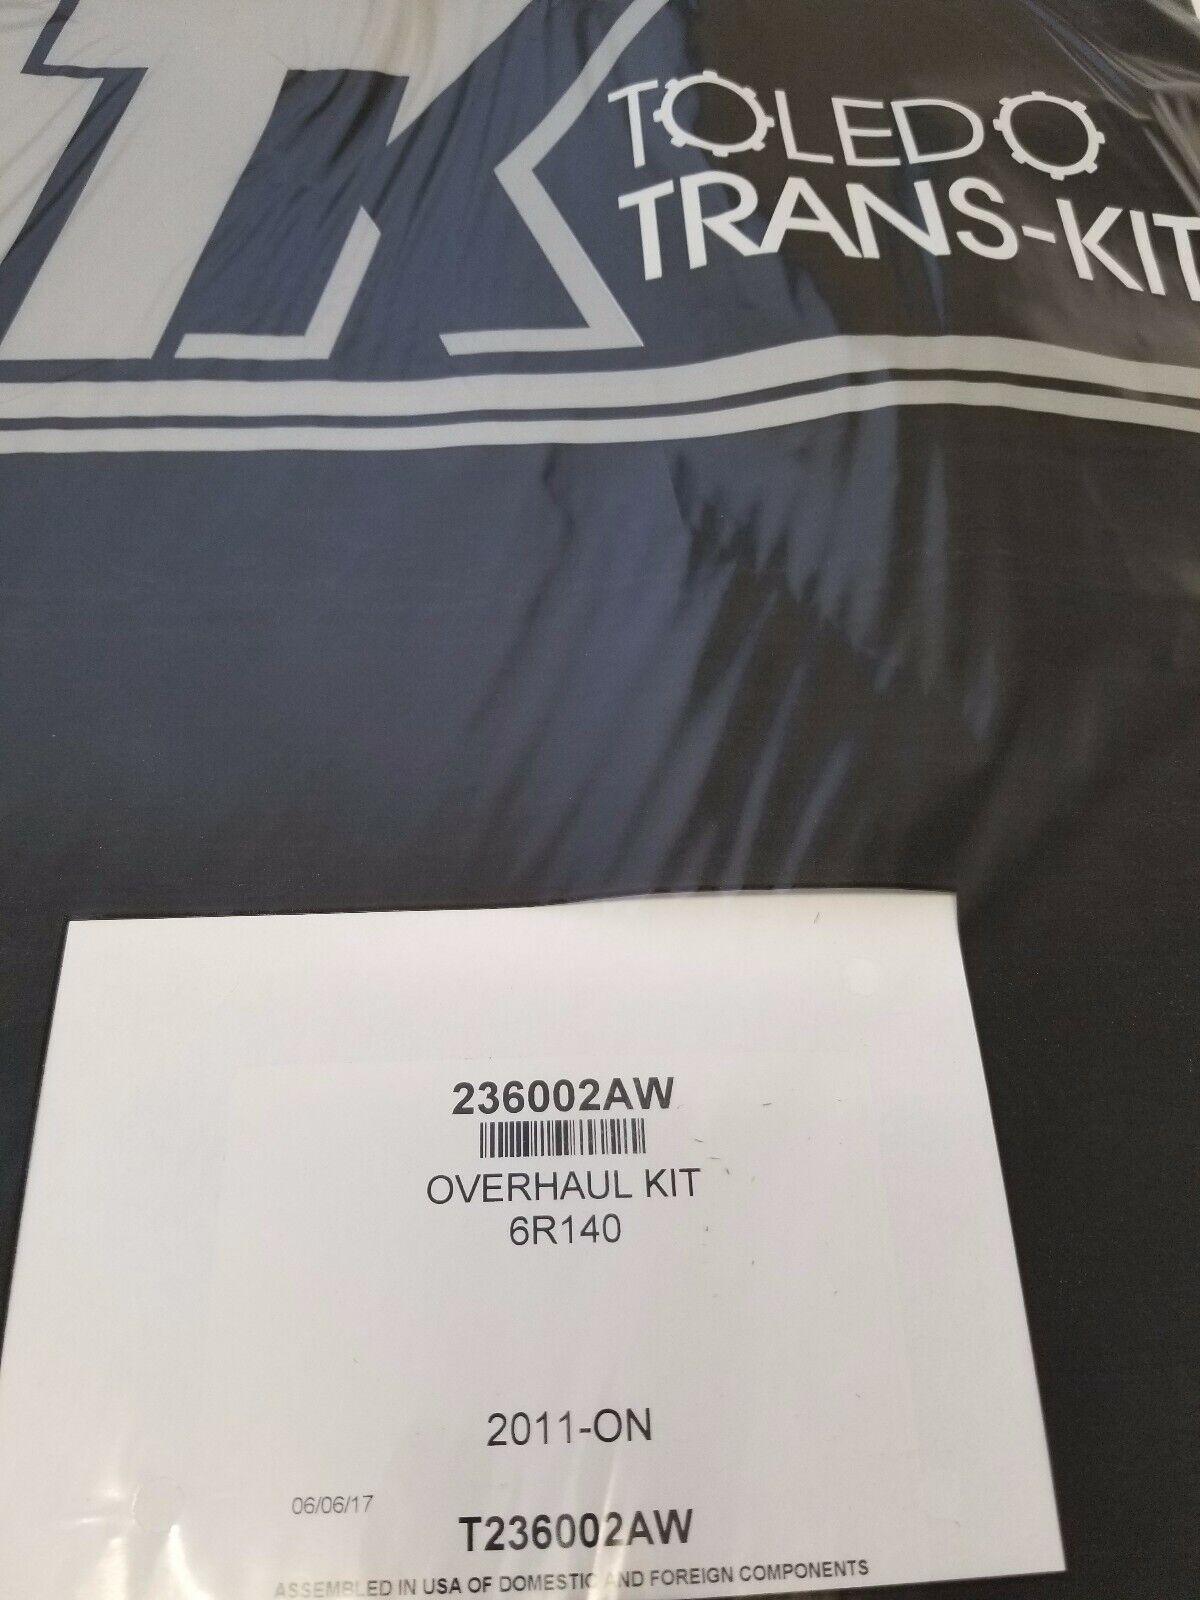 TK
TOLEDO
TRANS-KIT
236002AW
OVERHAUL KIT
6R140
2011-ON
06/06/17
T236002AW
ASSEMBLED IN USA OF DOMESTIC AND FOREIGN COMPONENTS